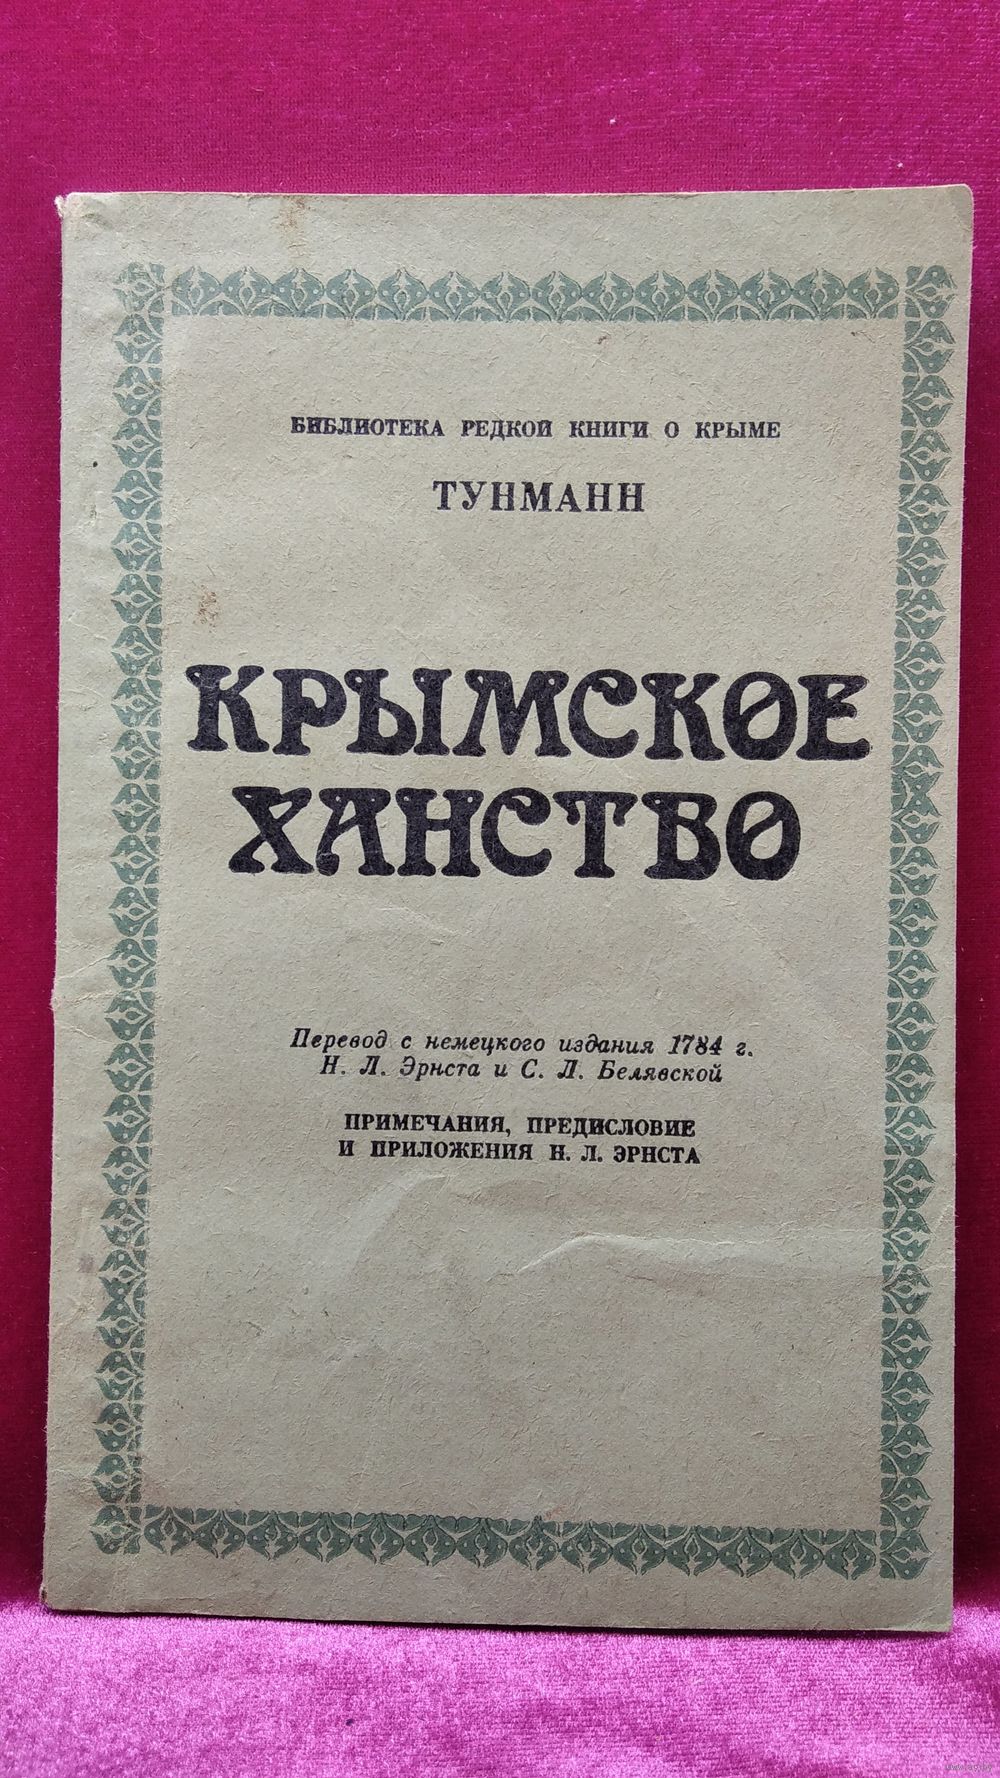 БИБЛИОТЕКА РЕДКОЙ КНИГИ О КРЫМЕ
ТУНМАНН
КРЫМСКОЕ
ХАНСТВО
Перевод с немецкого издания 1784 г.
Н. Л. Эрнста и С. Л. Белявской
ПРИМЕЧАНИЯ, ПРЕДИСЛОВИЕ
И ПРИЛОЖЕНИЯ Н. Л. ЭРНСТА